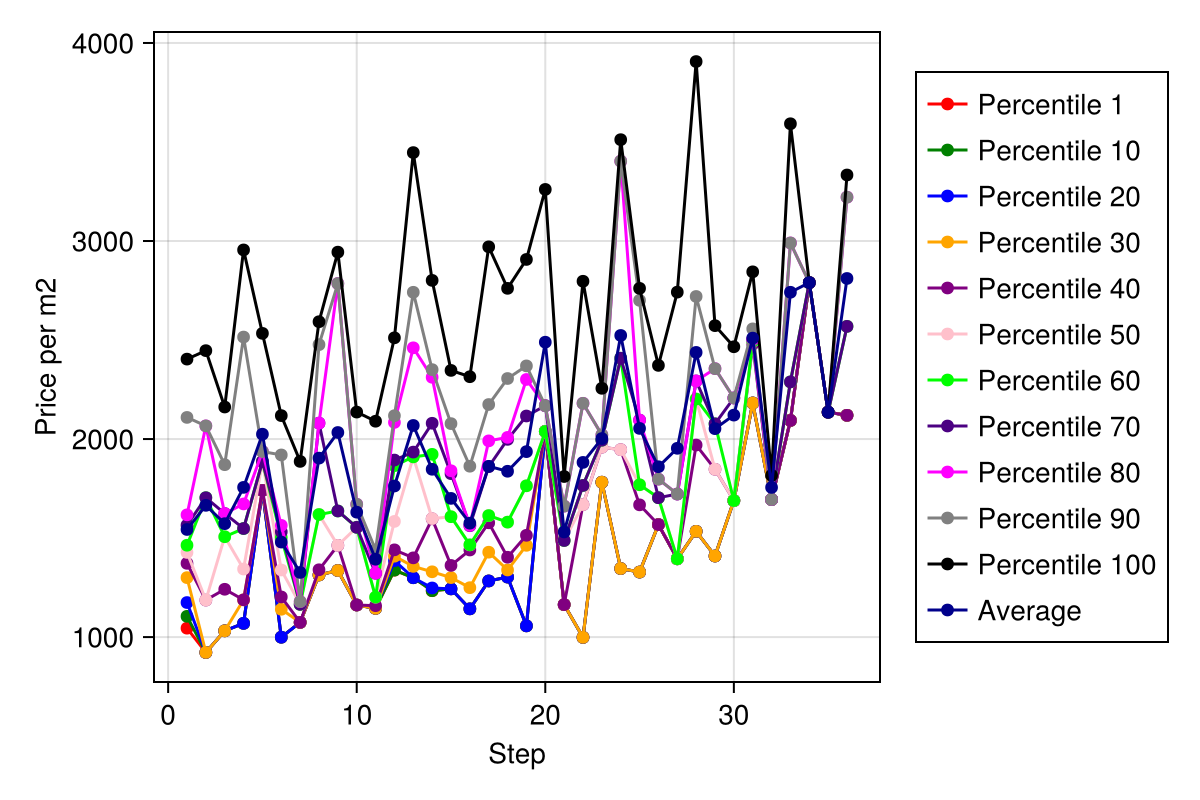 4000
3000
2000
1000
Price per m2
0
10
20
30
Step
Percentile 1
Percentile 10
Percentile 20
Percentile 30
Percentile 40
Percentile 50
Percentile 60
Percentile 70
Percentile 80
Percentile 90
Percentile 100
Average